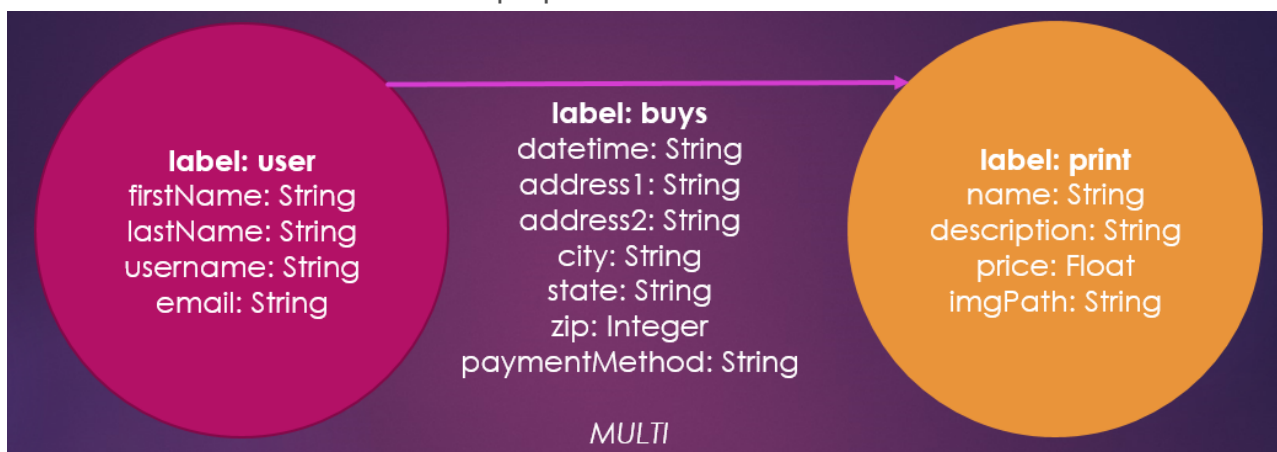 label: user
firstName: String
lastName: String
username: String
email: String
label: buys
datetime: String
address1: String
address2: String
city: String
state: String
zip: Integer
paymentMethod: String
MULTI
label: print
name: String
description: String
price: Float
imgPath: String